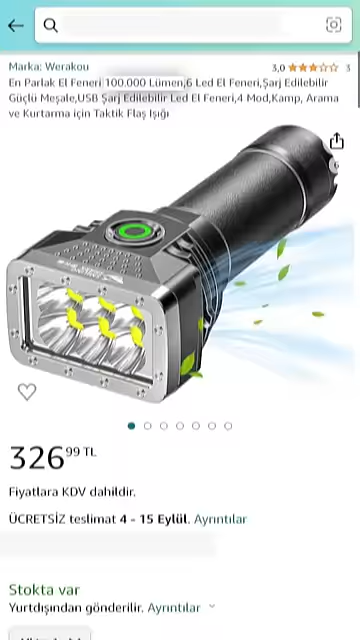 Marka: Werakou
3,0 3
En Parlak El Feneri 100.000 Lümen,6 Led El Feneri,Şarj Edilebilir
Güçlü Meşale,USB Şarj Edilebilir Led El Feneri,4 Mod,Kamp, Arama
ve Kurtarma için Taktik Flaş Işığı
326 99 TL
Fiyatlara KDV dahildir.
ÜCRETSİZ teslimat 4 - 15 Eylül. Ayrıntılar
Stokta var
Yurtdışından gönderilir. Ayrıntılar